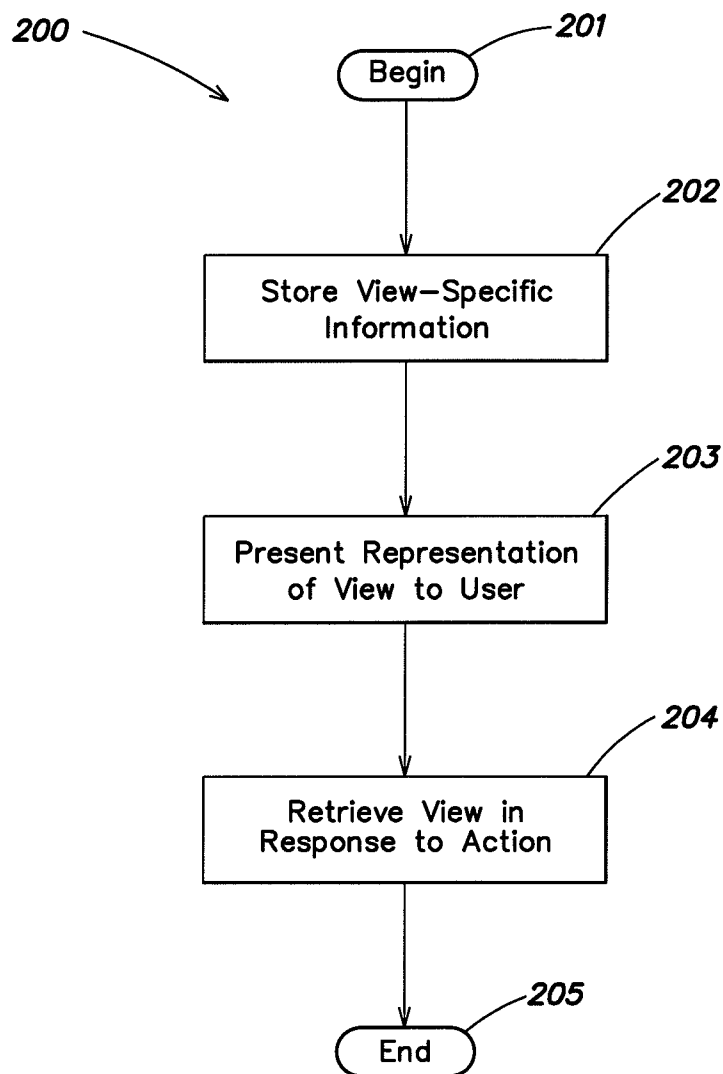 200
201
Begin
202
Store View-Specific
Information
203
Present Representation
of View to User
204
Retrieve View in
Response to Action
205
End